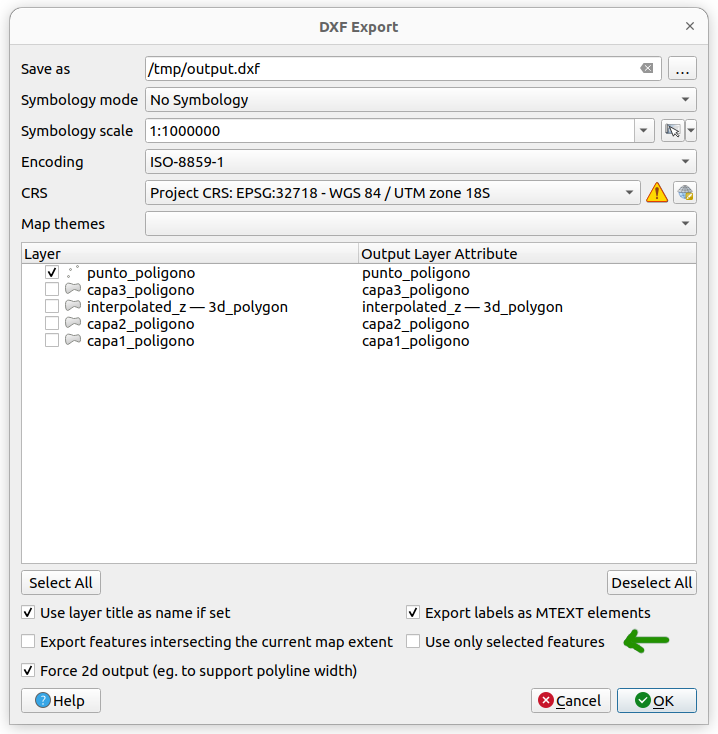 DXF Export
Save as /tmp/output.dxf ...
Symbology mode No Symbology
Symbology scale 1:1000000
Encoding ISO-8859-1
CRS Project CRS: EPSG:32718 - WGS 84 / UTM zone 18S
Map themes
Layer Output Layer Attribute
punto_poligono punto_poligono
capa3_poligono capa3_poligono
interpolated_z — 3d_polygon interpolated_z — 3d_polygon
capa2_poligono capa2_poligono
capa1_poligono capa1_poligono
Select All Deselect All
Use layer title as name if set Export labels as MTEXT elements
Export features intersecting the current map extent Use only selected features
Force 2d output (eg. to support polyline width)
Help Cancel OK